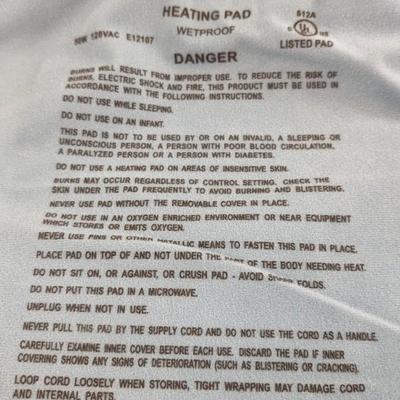 HEATING PAD 612A
WETPROOF
50W 120VAC E12107 C UL US
LISTED PAD
DANGER
BURNS WILL RESULT FROM IMPROPER USE. TO REDUCE THE RISK OF
BURNS, ELECTRIC SHOCK AND FIRE, THIS PRODUCT MUST BE USED IN
ACCORDANCE WITH THE FOLLOWING INSTRUCTIONS.
DO NOT USE WHILE SLEEPING.
DO NOT USE ON AN INFANT.
THIS PAD IS NOT TO BE USED BY OR ON AN INVALID, A SLEEPING OR
UNCONSCIOUS PERSON, A PERSON WITH POOR BLOOD CIRCULATION,
A PARALYZED PERSON OR A PERSON WITH DIABETES.
DO NOT USE A HEATING PAD ON AREAS OF INSENSITIVE SKIN.
BURNS MAY OCCUR REGARDLESS OF CONTROL SETTING. CHECK THE
SKIN UNDER THE PAD FREQUENTLY TO AVOID BURNING AND BLISTERING.
NEVER USE PAD WITHOUT THE REMOVABLE COVER IN PLACE.
DO NOT USE IN AN OXYGEN ENRICHED ENVIRONMENT OR NEAR EQUIPMENT
WHICH STORES OR EMITS OXYGEN.
NEVER USE PINS OR OTHER METALLIC MEANS TO FASTEN THIS PAD IN PLACE.
PLACE PAD ON TOP OF AND NOT UNDER THE PART OF THE BODY NEEDING HEAT.
DO NOT SIT ON, OR AGAINST, OR CRUSH PAD - AVOID FOLDS.
DO NOT PUT THIS PAD IN A MICROWAVE.
UNPLUG WHEN NOT IN USE.
NEVER PULL THIS PAD BY THE SUPPLY CORD AND DO NOT USE THE CORD AS A HANDLE.
CAREFULLY EXAMINE INNER COVER BEFORE EACH USE. DISCARD THE PAD IF INNER
COVERING SHOWS ANY SIGNS OF DETERIORATION (SUCH AS BLISTERING OR CRACKING).
LOOP CORD LOOSELY WHEN STORING, TIGHT WRAPPING MAY DAMAGE CORD
AND INTERNAL PARTS.